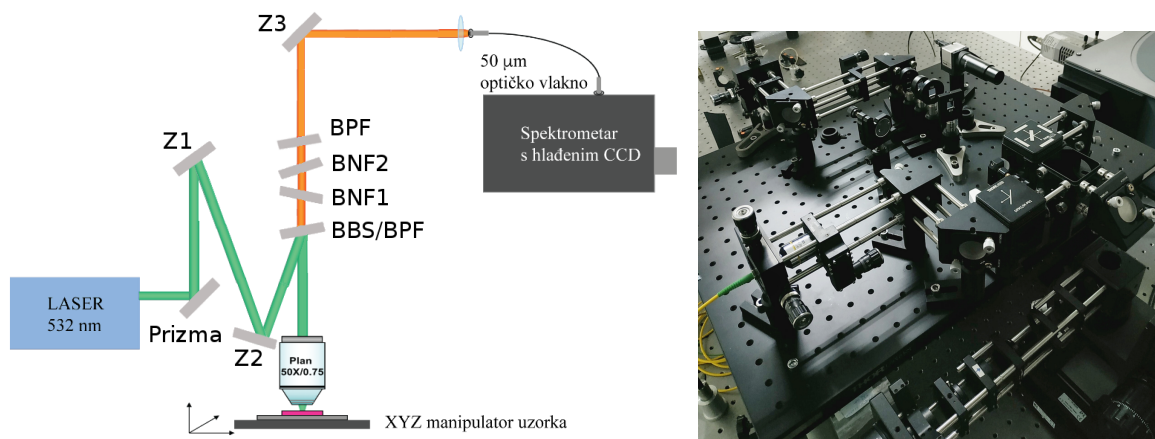 Z3
50 µm
optičko vlakno
Spektrometar
s hlađenim CCD
BPF
Z1
BNF2
BNF1
BBS/BPF
LASER
532 nm
Prizma
Z2
Plan
50X/0.75
XYZ manipulator uzorka